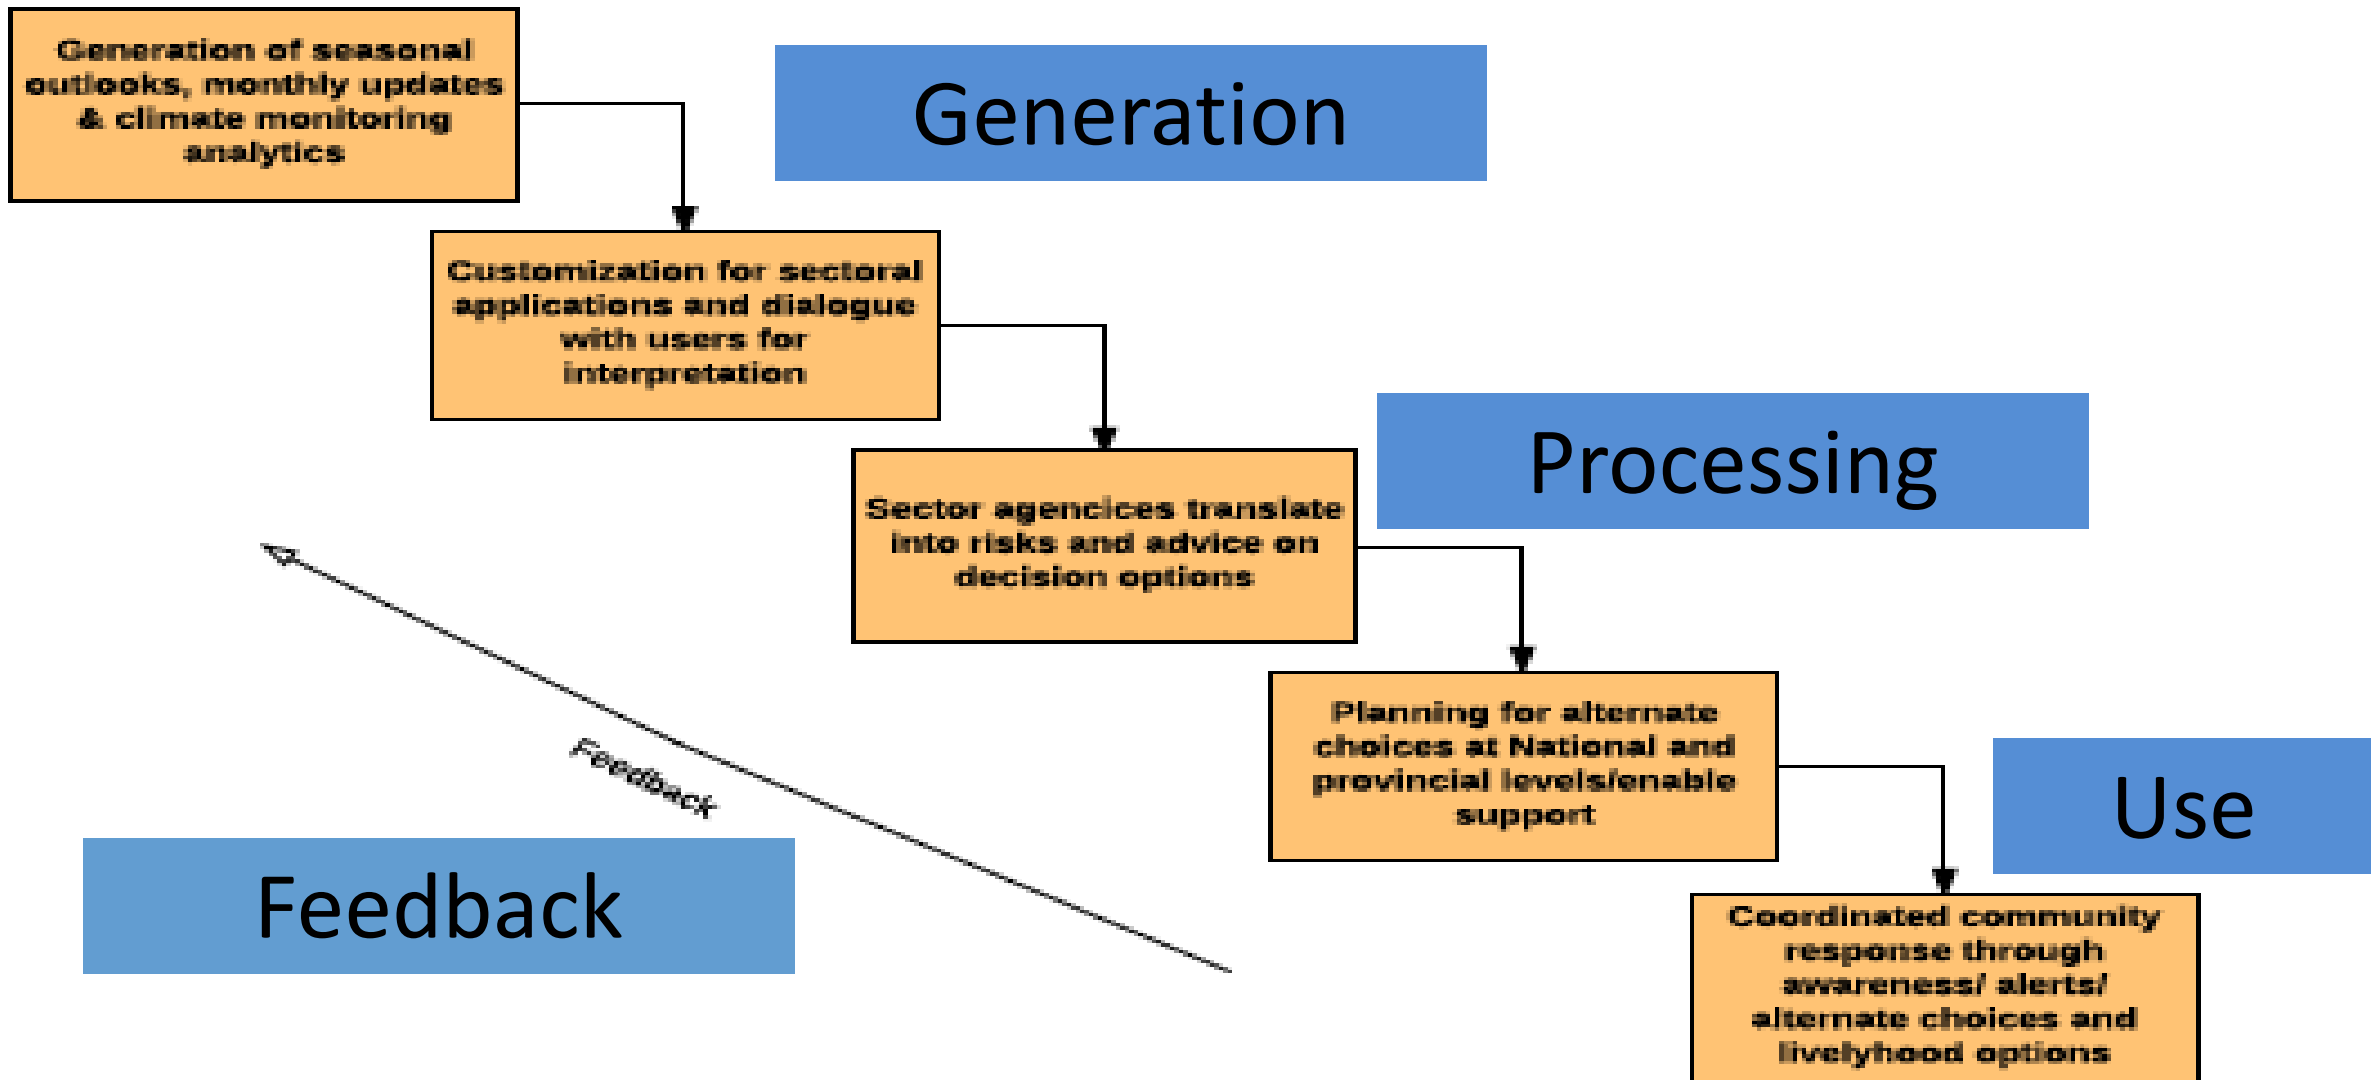 Generation of seasonal
outlooks, monthly updates
& climate monitoring
analytics
Generation
Customization for sectoral
applications and dialogue
with users for
interpretation
Processing
Sector agencices translate
into risks and advice on
decision options
Planning for alternate
choices at National and
provincial levels/enable
support
Use
Feedback
Feedback
Coordinated community
response through
awareness/ alerts/
alternate choices and
livelyhood options